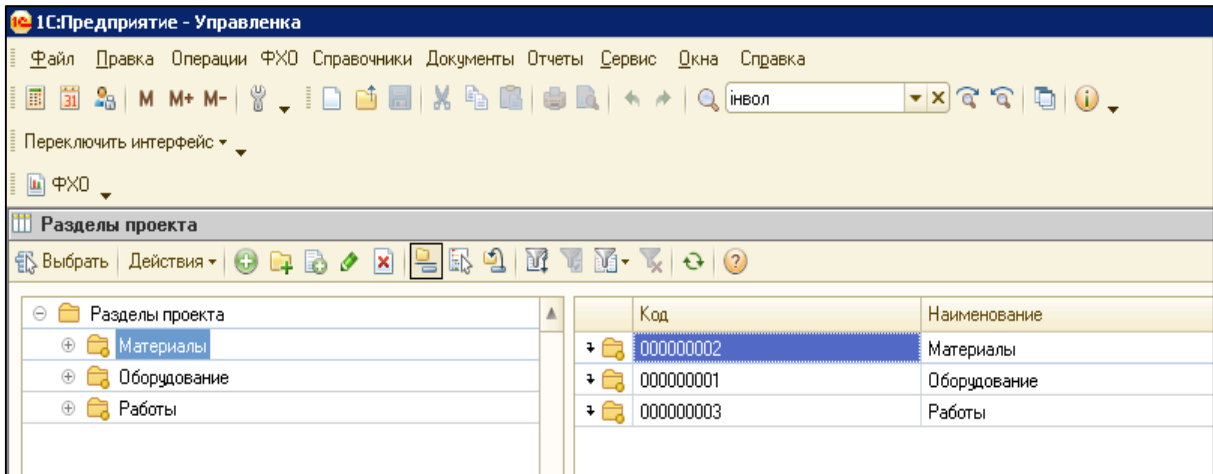 1С:Предприятие - Управленка
Файл Правка Операции ФХО Справочники Документы Отчеты Сервис Окна Справка
31 M M+ M- інвол
Переключить интерфейс
ФХО
Разделы проекта
Выбрать Действия
Разделы проекта Код Наименование
Материалы 000000002 Материалы
Оборудование 000000001 Оборудование
Работы 000000003 Работы